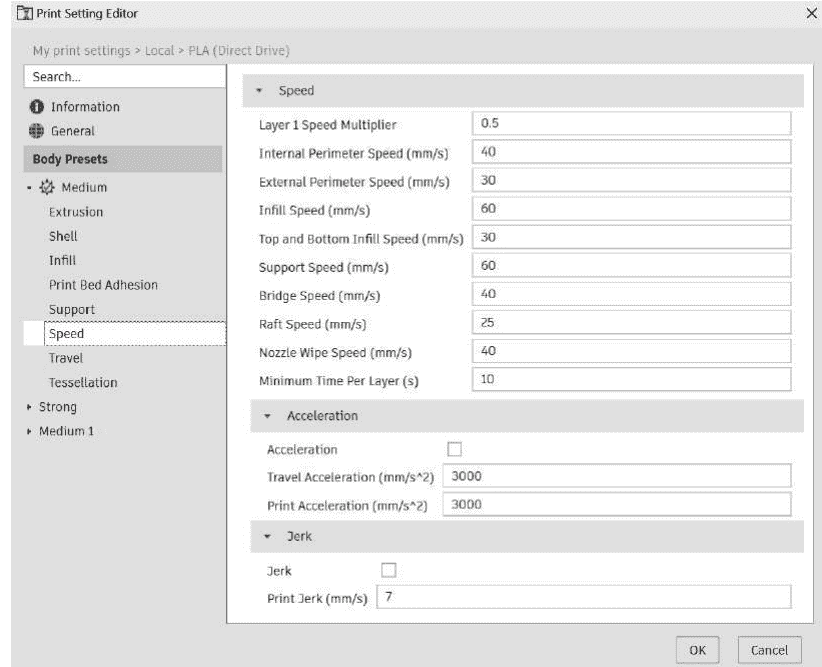 Print Setting Editor
My print settings > Local > PLA (Direct Drive)
Search...
Information
General
Body Presets
Medium
Extrusion
Shell
Infill
Print Bed Adhesion
Support
Speed
Travel
Tessellation
Strong
Medium 1
Speed
Layer 1 Speed Multiplier 0.5
Internal Perimeter Speed (mm/s) 40
External Perimeter Speed (mm/s) 30
Infill Speed (mm/s) 60
Top and Bottom Infill Speed (mm/s) 30
Support Speed (mm/s) 60
Bridge Speed (mm/s) 40
Raft Speed (mm/s) 25
Nozzle Wipe Speed (mm/s) 40
Minimum Time Per Layer (s) 10
Acceleration
Acceleration
Travel Acceleration (mm/s^2) 3000
Print Acceleration (mm/s^2) 3000
Jerk
Jerk
Print Jerk (mm/s) 7
OK Cancel